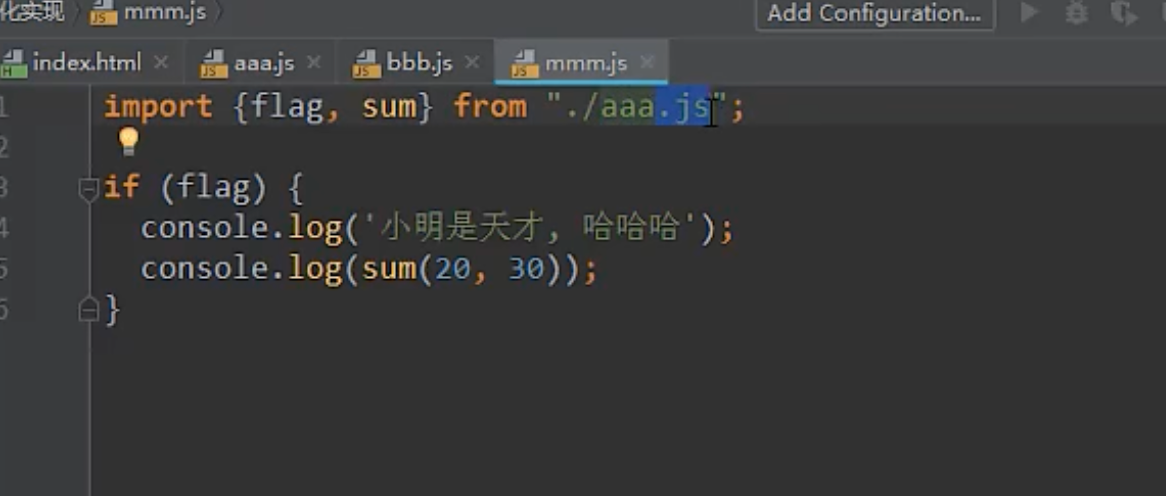 化实现 mmm.js Add Configuration...
index.html aaa.js bbb.js mmm.js
1 import {flag, sum} from "./aaa.js";
2
3 if (flag) {
4 console.log('小明是天才, 哈哈哈');
5 console.log(sum(20, 30));
6 }